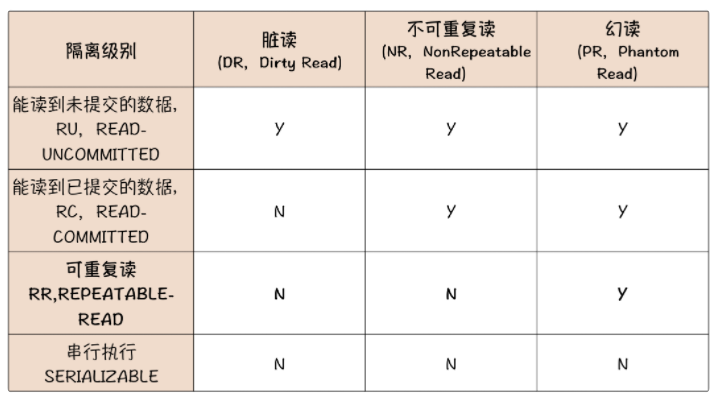 隔离级别
脏读
(DR，Dirty Read)
不可重复读
(NR，NonRepeatable
Read)
幻读
(PR，Phantom
Read)
能读到未提交的数据，
RU，READ-
UNCOMMITTED
Y
Y
Y
能读到已提交的数据，
RC，READ-
COMMITTED
N
Y
Y
可重复读
RR,REPEATABLE-
READ
N
N
Y
串行执行
SERIALIZABLE
N
N
N